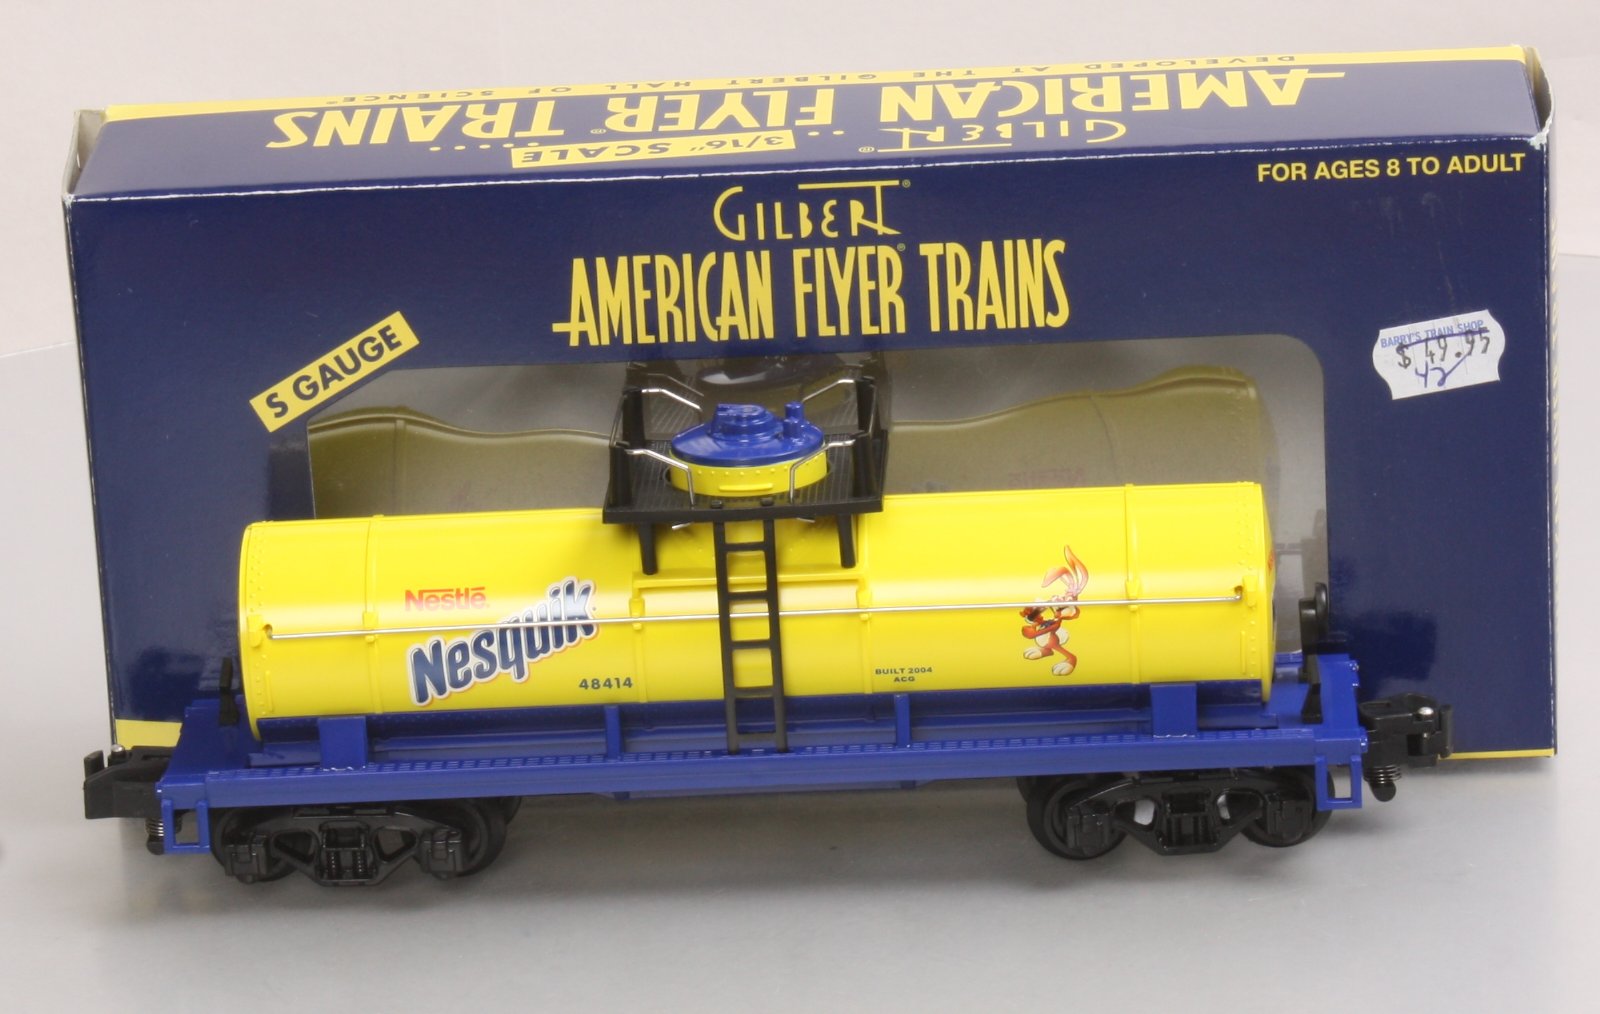 DEVELOPED AT THE GILBERT HALL OF SCIENCE®
AMERICAN FLYER® TRAINS
GILBERT®
3/16" SCALE
FOR AGES 8 TO ADULT
GILBERT®
AMERICAN FLYER® TRAINS
S GAUGE
BARRY'S TRAIN SHOP
$ 49.95
42
Nestlé®
Nesquik®
48414
BUILT 2004
ACG